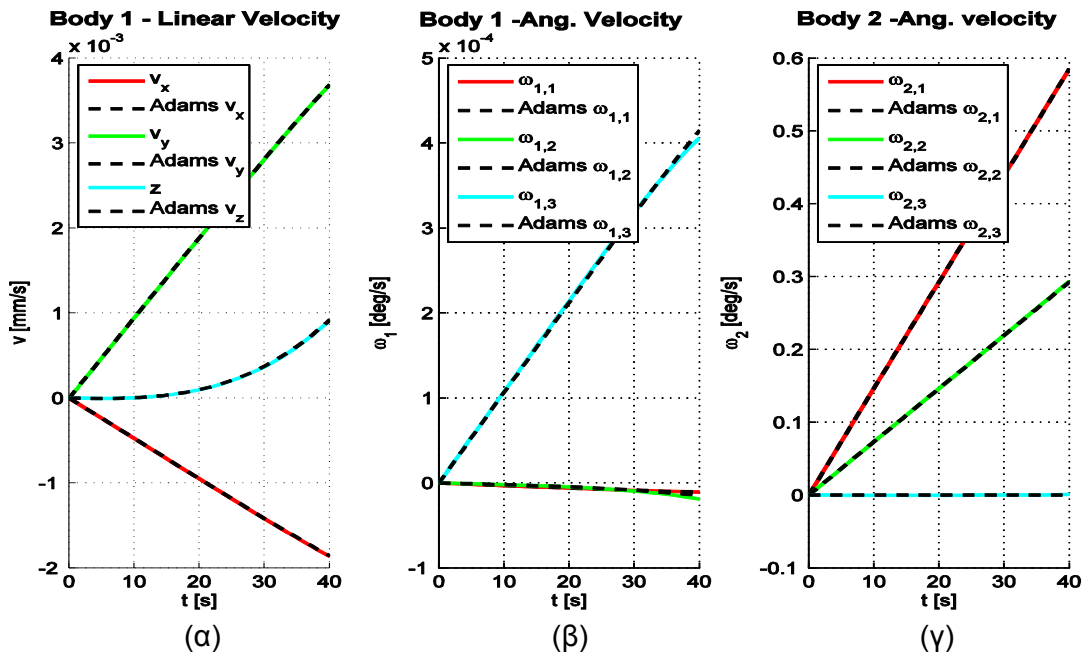 Body 1 - Linear Velocity
x 10⁻³
4
3
2
1
0
-1
-2
v [mm/s]
v_x
Adams v_x
v_y
Adams v_y
z
Adams v_z
0 10 20 30 40
t [s]
(α)
Body 1 -Ang. Velocity
x 10⁻⁴
5
4
3
2
1
0
-1
ω_1 [deg/s]
ω_1,1
Adams ω_1,1
ω_1,2
Adams ω_1,2
ω_1,3
Adams ω_1,3
0 10 20 30 40
t [s]
(β)
Body 2 -Ang. velocity
0.6
0.5
0.4
0.3
0.2
0.1
0
-0.1
ω_2 [deg/s]
ω_2,1
Adams ω_2,1
ω_2,2
Adams ω_2,2
ω_2,3
Adams ω_2,3
0 10 20 30 40
t [s]
(γ)